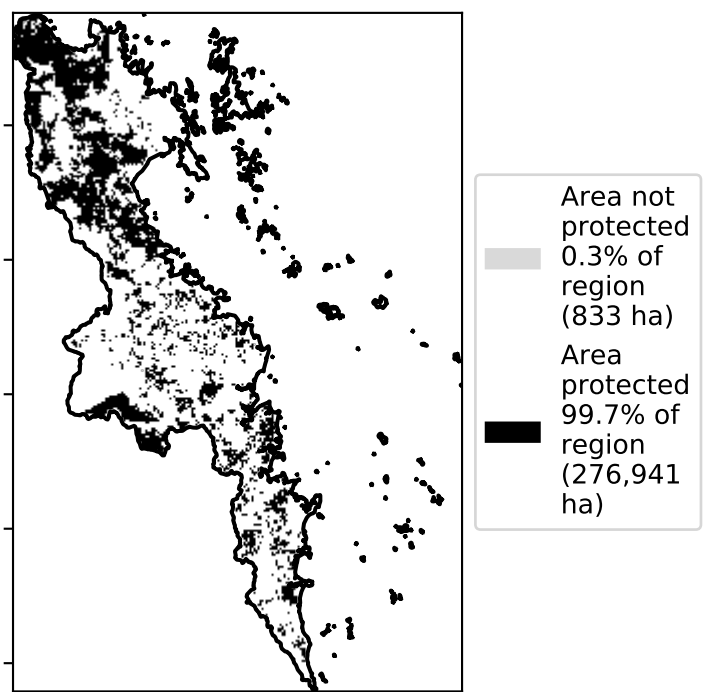 Area not
protected
0.3% of
region
(833 ha)
Area
protected
99.7% of
region
(276,941
ha)